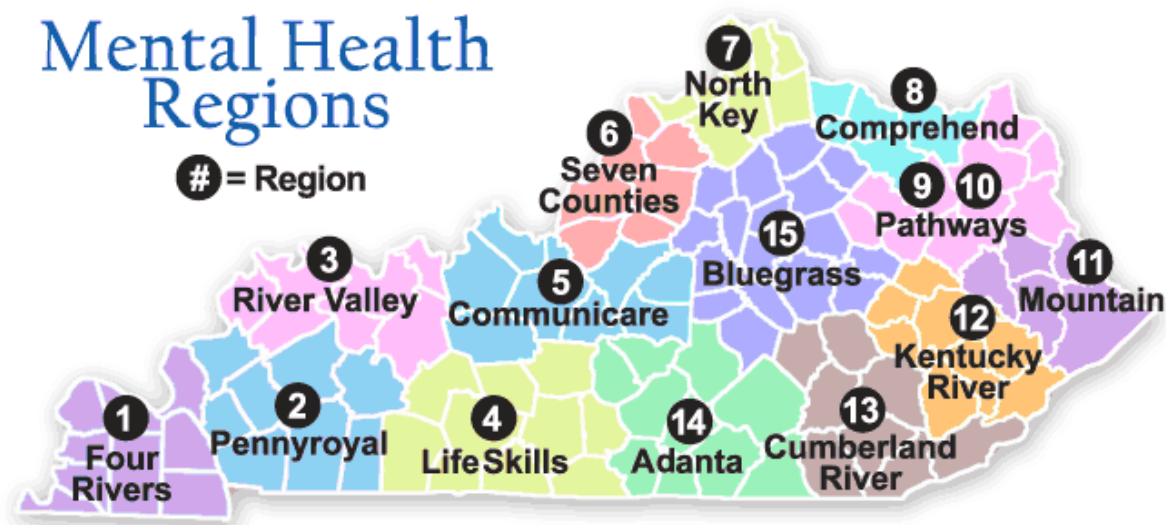 Mental Health
Regions
# = Region
7
North
Key
8
Comprehend
6
Seven
Counties
9 10
Pathways
15
Bluegrass
3
River Valley
5
Communicare
11
Mountain
12
Kentucky
River
1
Four
Rivers
2
Pennyroyal
4
LifeSkills
14
Adanta
13
Cumberland
River